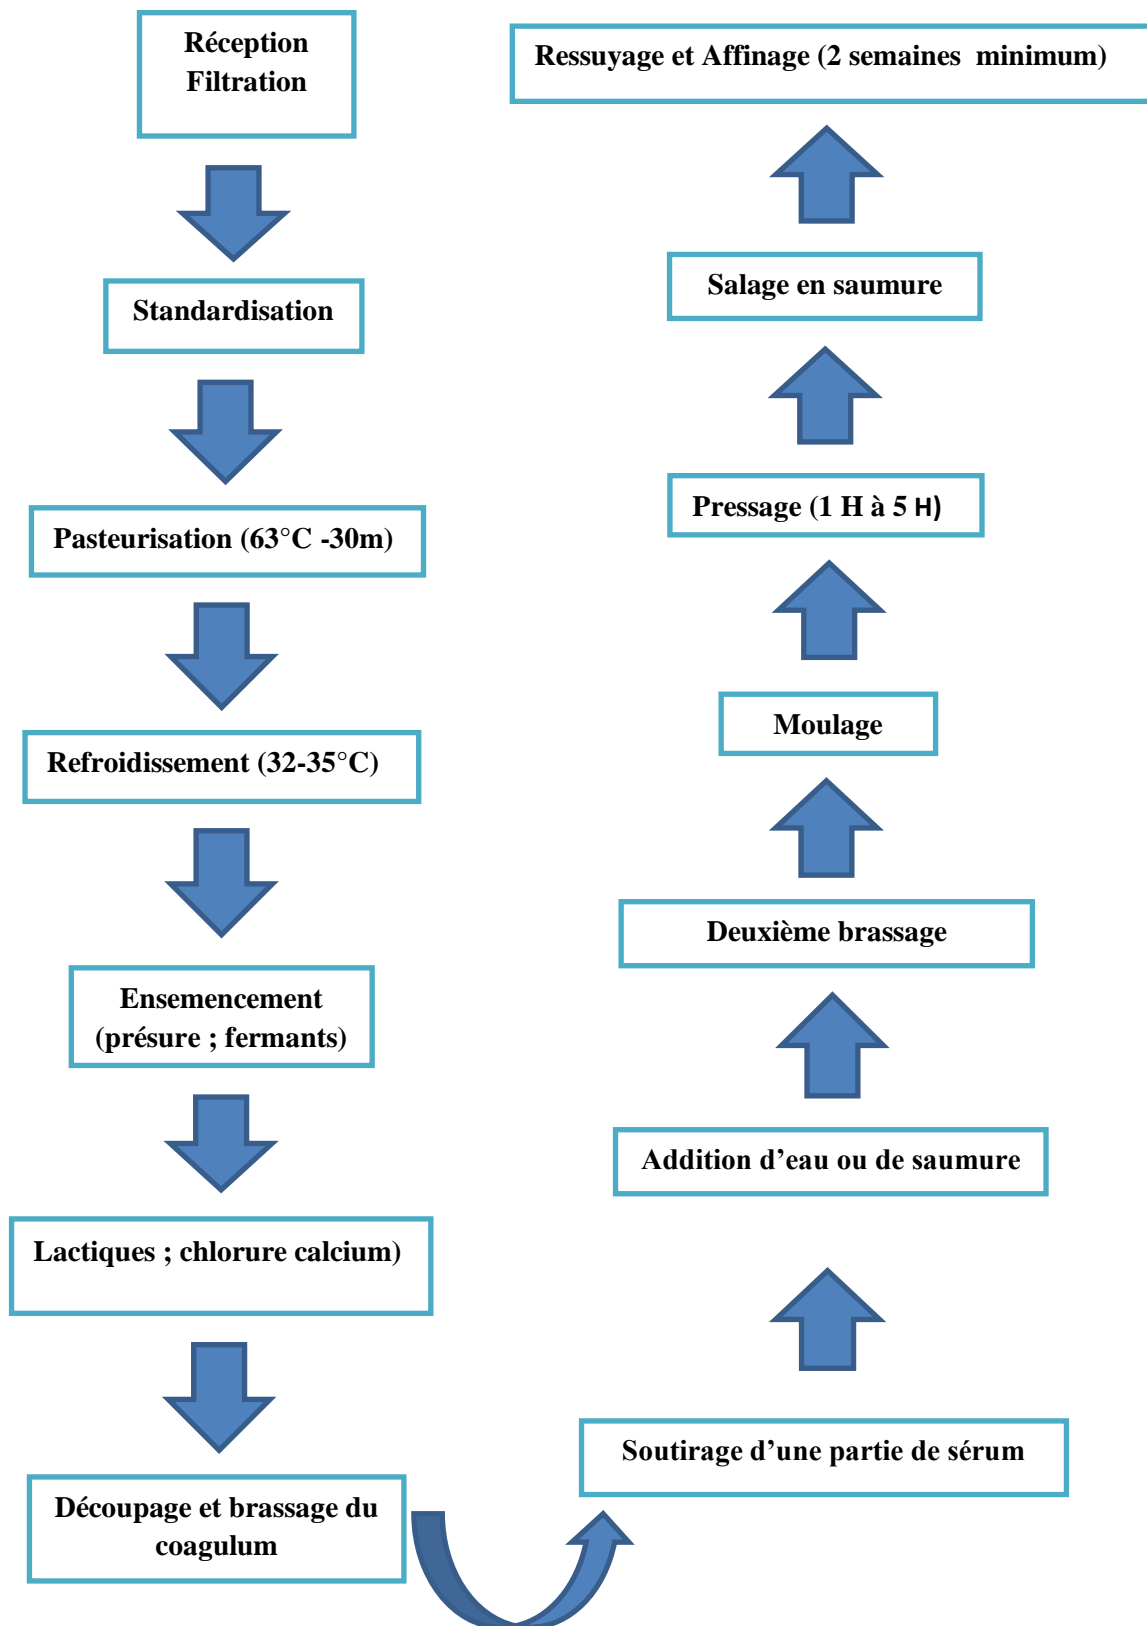 Réception
Filtration
Standardisation
Pasteurisation (63°C -30m)
Refroidissement (32-35°C)
Ensemencement
(présure ; fermants)
Lactiques ; chlorure calcium)
Découpage et brassage du
coagulum
Soutirage d’une partie de sérum
Addition d’eau ou de saumure
Deuxième brassage
Moulage
Pressage (1 H à 5 H)
Salage en saumure
Ressuyage et Affinage (2 semaines minimum)